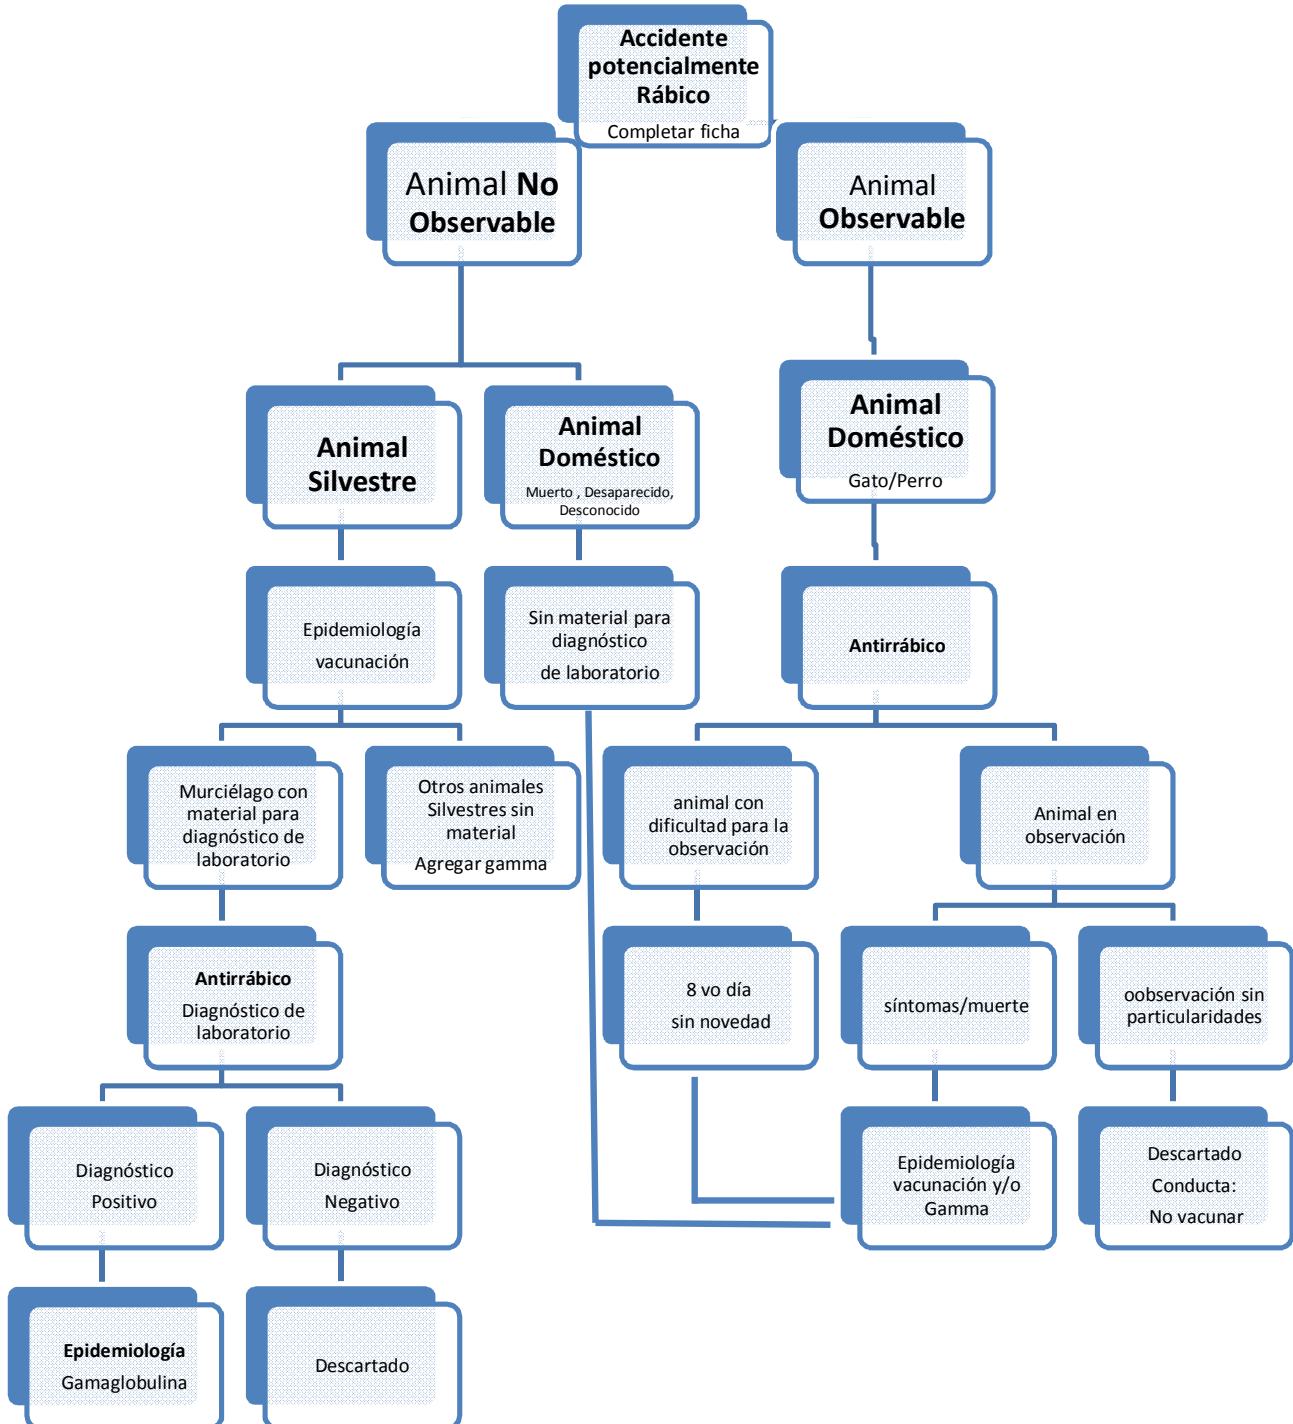 Accidente
potencialmente
Rábico
Completar ficha
Animal No
Observable
Animal
Observable
Animal
Silvestre
Animal
Doméstico
Muerto , Desaparecido,
Desconocido
Animal
Doméstico
Gato/Perro
Epidemiología
vacunación
Sin material para
diagnóstico
de laboratorio
Antirrábico
Murciélago con
material para
diagnóstico de
laboratorio
Otros animales
Silvestres sin
material
Agregar gamma
animal con
dificultad para la
observación
Animal en
observación
Antirrábico
Diagnóstico de
laboratorio
8 vo día
sin novedad
síntomas/muerte
oobservación sin
particularidades
Diagnóstico
Positivo
Diagnóstico
Negativo
Epidemiología
vacunación y/o
Gamma
Descartado
Conducta:
No vacunar
Epidemiología
Gamaglobulina
Descartado